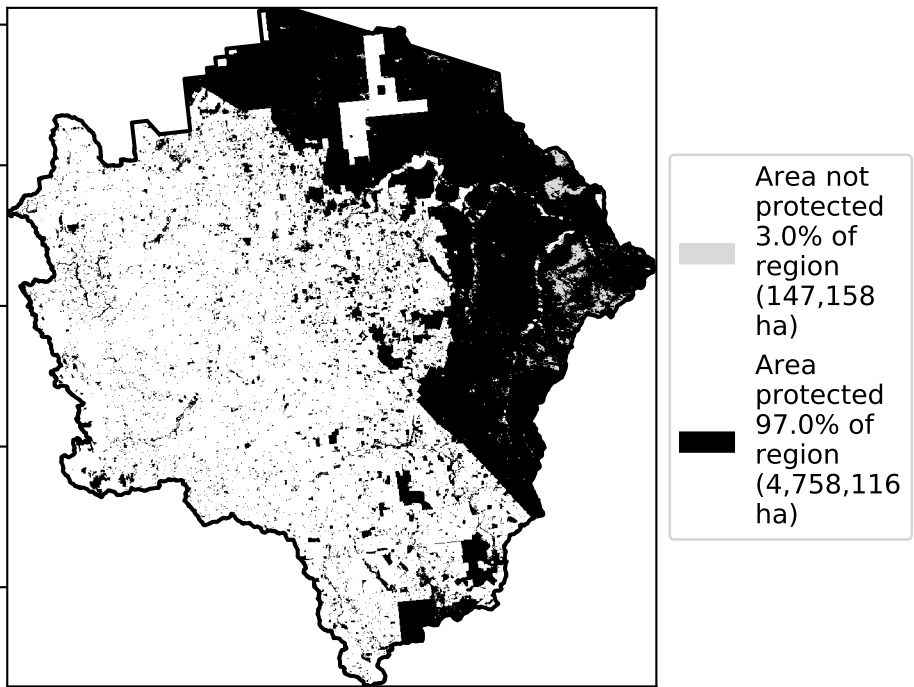 Area not
protected
3.0% of
region
(147,158
ha)
Area
protected
97.0% of
region
(4,758,116
ha)